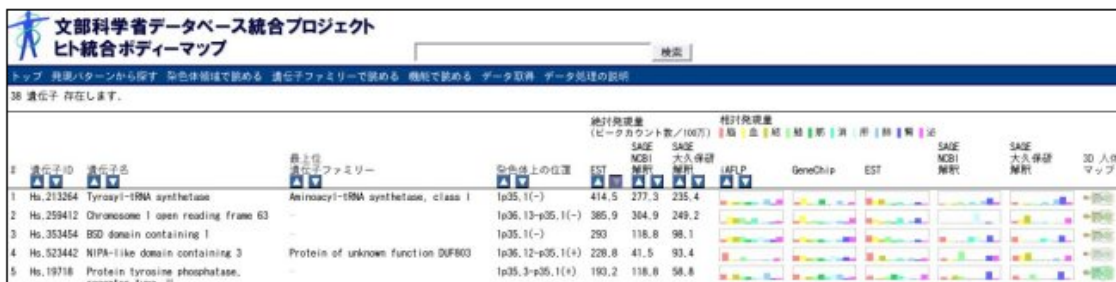 文部科学省データベース統合プロジェクト
ヒト統合ボディーマップ
検索
トップ 発現パターンから探す 染色体領域で眺める 遺伝子ファミリーで眺める 機能で眺める データ取得 データ処理の説明
38 遺伝子 存在します.
絶対発現量 相対発現量
(ピークカウント数/100万) 脳 血 結 筋 消 肝 肺 泌
SAGE SAGE SAGE SAGE
最上位 NCBI 大久保研 NCBI 大久保研 3D 人体
# 遺伝子ID 遺伝子名 遺伝子ファミリー 染色体上の位置 EST 解釈 解釈 iAFLP GeneChip EST 解釈 解釈 マップ
1 Hs.213264 Tyrosyl-tRNA synthetase Aminoacyl-tRNA synthetase, class I 1p35.1(-) 414.5 277.3 235.4
2 Hs.259412 Chromosome 1 open reading frame 63 - 1p36.13-p35.1(-) 385.9 304.9 249.2
3 Hs.353454 BSD domain containing 1 - 1p35.1(-) 293 118.8 98.1
4 Hs.523442 NIPA-like domain containing 3 Protein of unknown function DUF803 1p36.12-p35.1(+) 228.8 41.5 93.4
5 Hs.19718 Protein tyrosine phosphatase, - 1p35.3-p35.1(+) 193.2 118.8 58.8